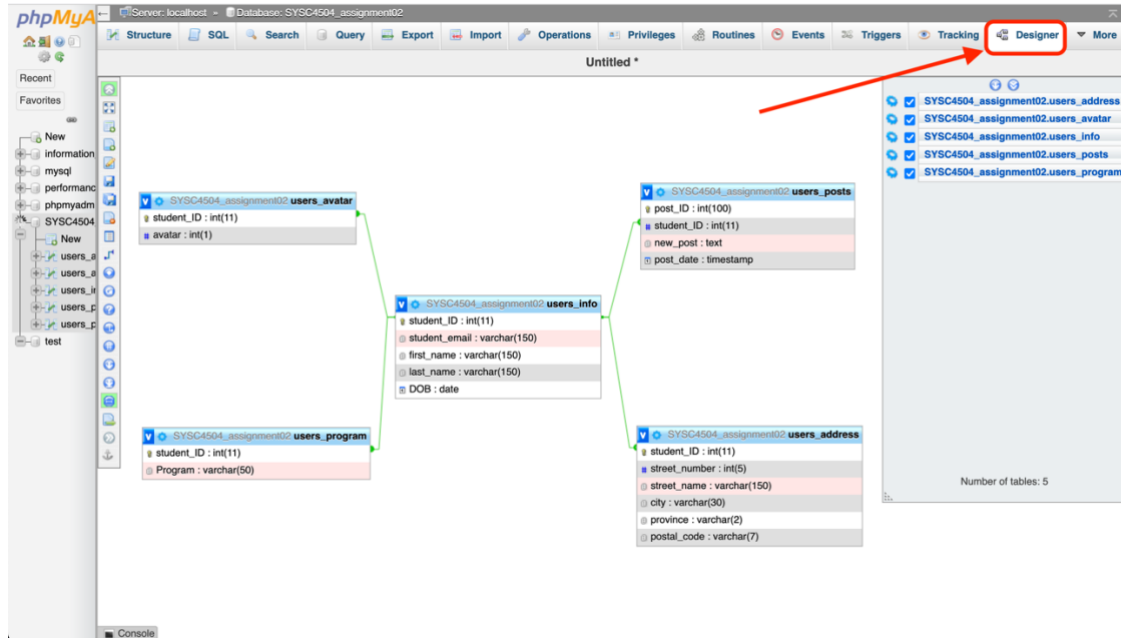 phpMyA
Server: localhost » Database: SYSC4504_assignment02
Structure SQL Search Query Export Import Operations Privileges Routines Events Triggers Tracking Designer More
Untitled *
Recent
Favorites
New
information
mysql
performanc
phpmyadm
SYSC4504
New
users_a
users_a
users_in
users_p
users_p
test
SYSC4504_assignment02 users_avatar
student_ID : int(11)
avatar : int(1)
SYSC4504_assignment02 users_posts
post_ID : int(100)
student_ID : int(11)
new_post : text
post_date : timestamp
SYSC4504_assignment02 users_info
student_ID : int(11)
student_email : varchar(150)
first_name : varchar(150)
last_name : varchar(150)
DOB : date
SYSC4504_assignment02 users_program
student_ID : int(11)
Program : varchar(50)
SYSC4504_assignment02 users_address
student_ID : int(11)
street_number : int(5)
street_name : varchar(150)
city : varchar(30)
province : varchar(2)
postal_code : varchar(7)
SYSC4504_assignment02.users_address
SYSC4504_assignment02.users_avatar
SYSC4504_assignment02.users_info
SYSC4504_assignment02.users_posts
SYSC4504_assignment02.users_program
Number of tables: 5
Console